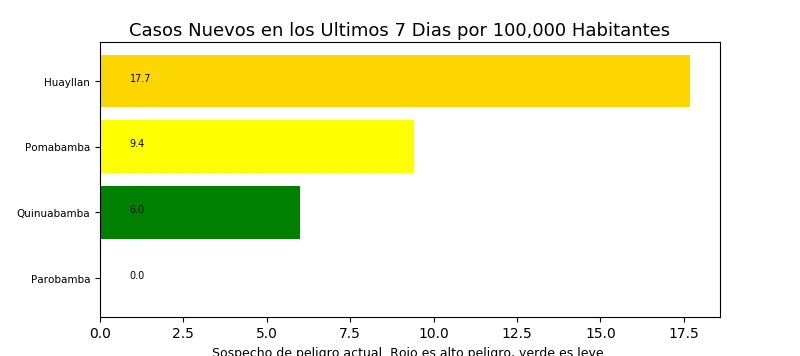 Casos Nuevos en los Ultimos 7 Dias por 100,000 Habitantes
Huayllan 17.7
Pomabamba 9.4
Quinuabamba 6.0
Parobamba 0.0
0.0 2.5 5.0 7.5 10.0 12.5 15.0 17.5
Sospecho de peligro actual. Rojo es alto peligro, verde es leve